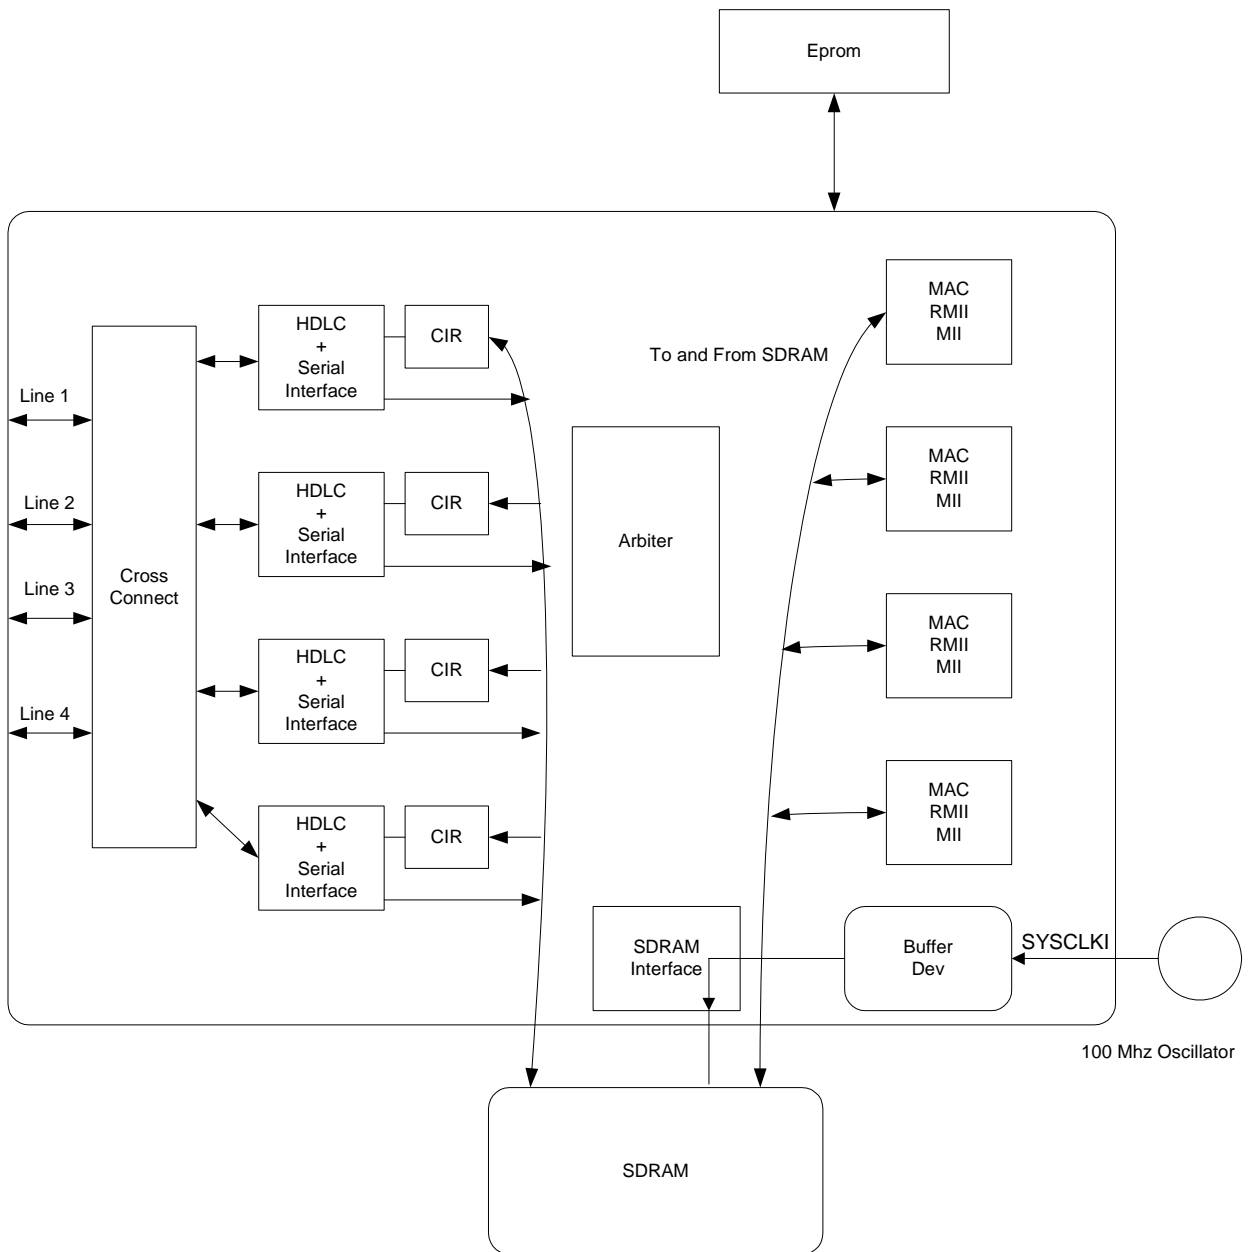 Eprom
MAC
RMII
MII
HDLC
+
Serial
Interface
CIR
To and From SDRAM
Line 1
MAC
RMII
MII
HDLC
+
Serial
Interface
CIR
Line 2
Arbiter
Cross
Connect
Line 3
MAC
RMII
MII
HDLC
+
Serial
Interface
CIR
Line 4
MAC
RMII
MII
HDLC
+
Serial
Interface
CIR
SDRAM
Interface
Buffer
Dev
SYSCLKI
100 Mhz Oscillator
SDRAM